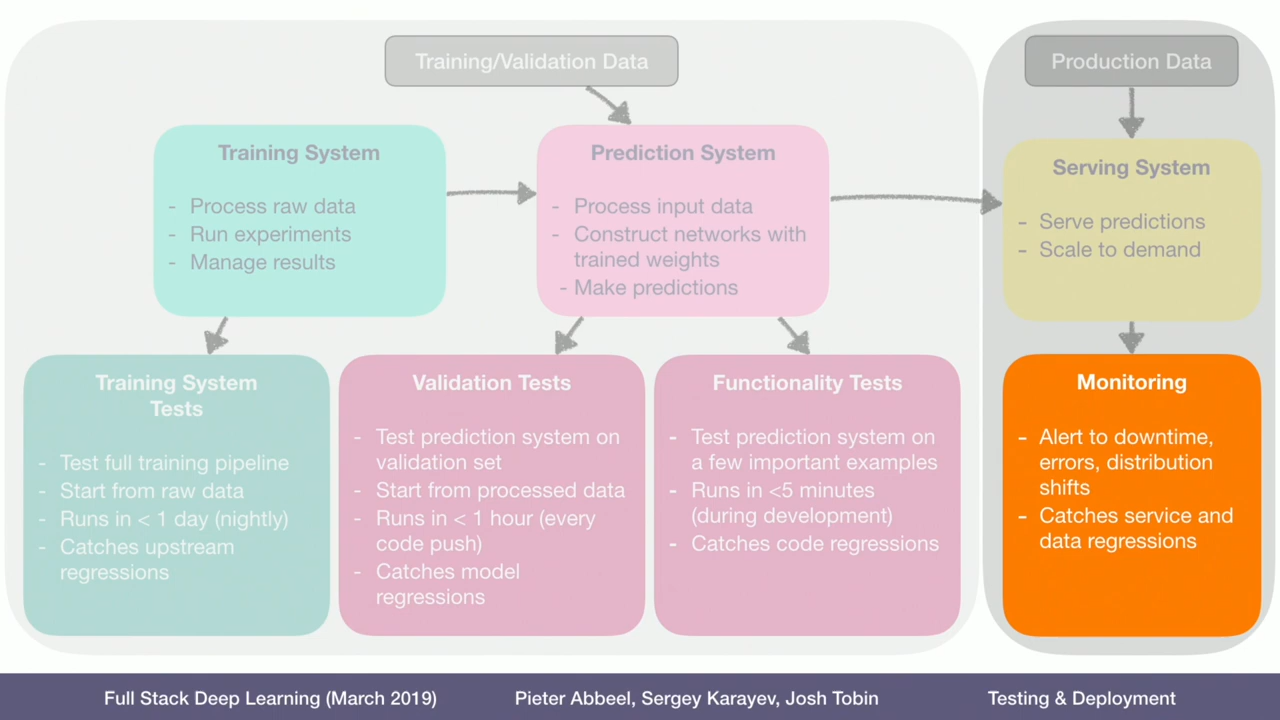 Training/Validation Data
Production Data
Training System
- Process raw data
- Run experiments
- Manage results
Prediction System
- Process input data
- Construct networks with
trained weights
- Make predictions
Serving System
- Serve predictions
- Scale to demand
Training System
Tests
- Test full training pipeline
- Start from raw data
- Runs in < 1 day (nightly)
- Catches upstream
regressions
Validation Tests
- Test prediction system on
validation set
- Start from processed data
- Runs in < 1 hour (every
code push)
- Catches model
regressions
Functionality Tests
- Test prediction system on
a few important examples
- Runs in <5 minutes
(during development)
- Catches code regressions
Monitoring
- Alert to downtime,
errors, distribution
shifts
- Catches service and
data regressions
Full Stack Deep Learning (March 2019)
Pieter Abbeel, Sergey Karayev, Josh Tobin
Testing & Deployment